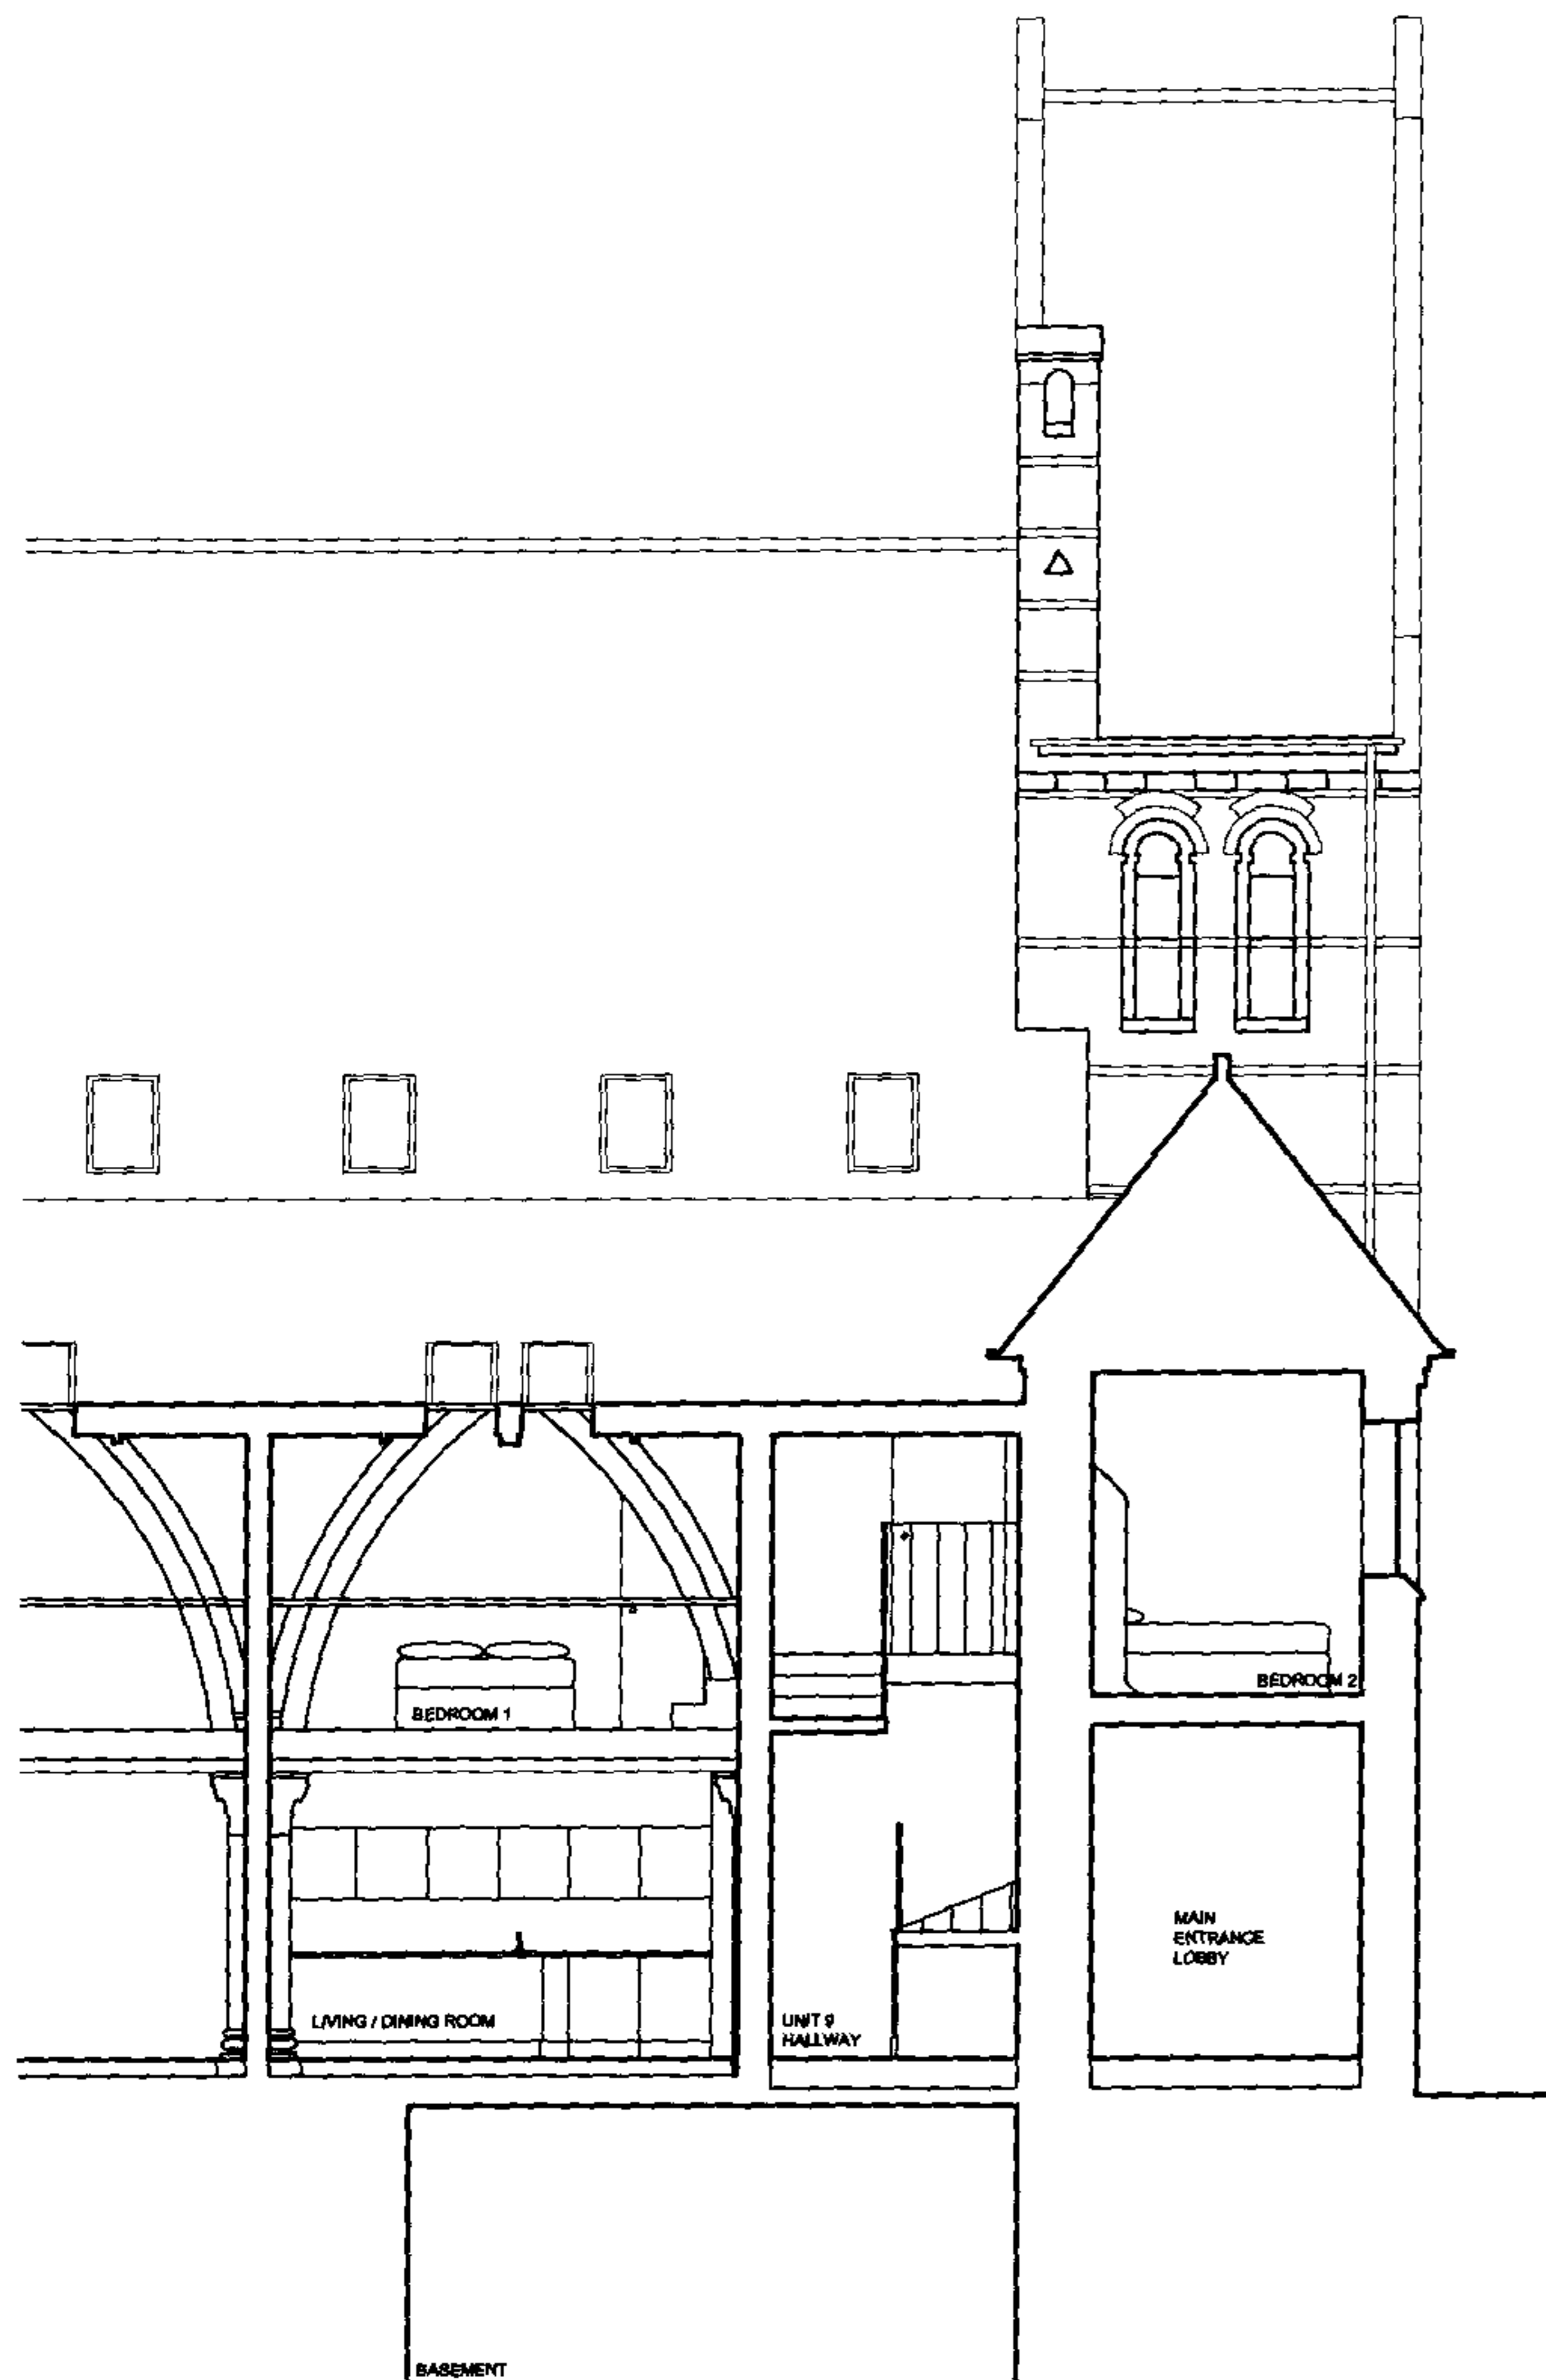 BEDROOM 2
BEDROOM 1
MAIN
ENTRANCE
LOBBY
LIVING / DINING ROOM
UNIT 9
HALLWAY
BASEMENT